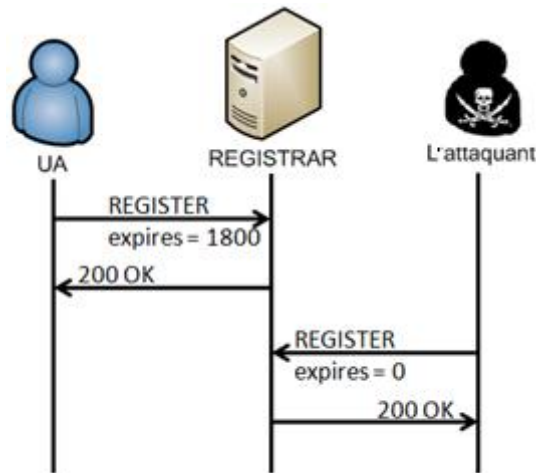 UA
REGISTRAR
L'attaquant
REGISTER
expires = 1800
200 OK
REGISTER
expires = 0
200 OK